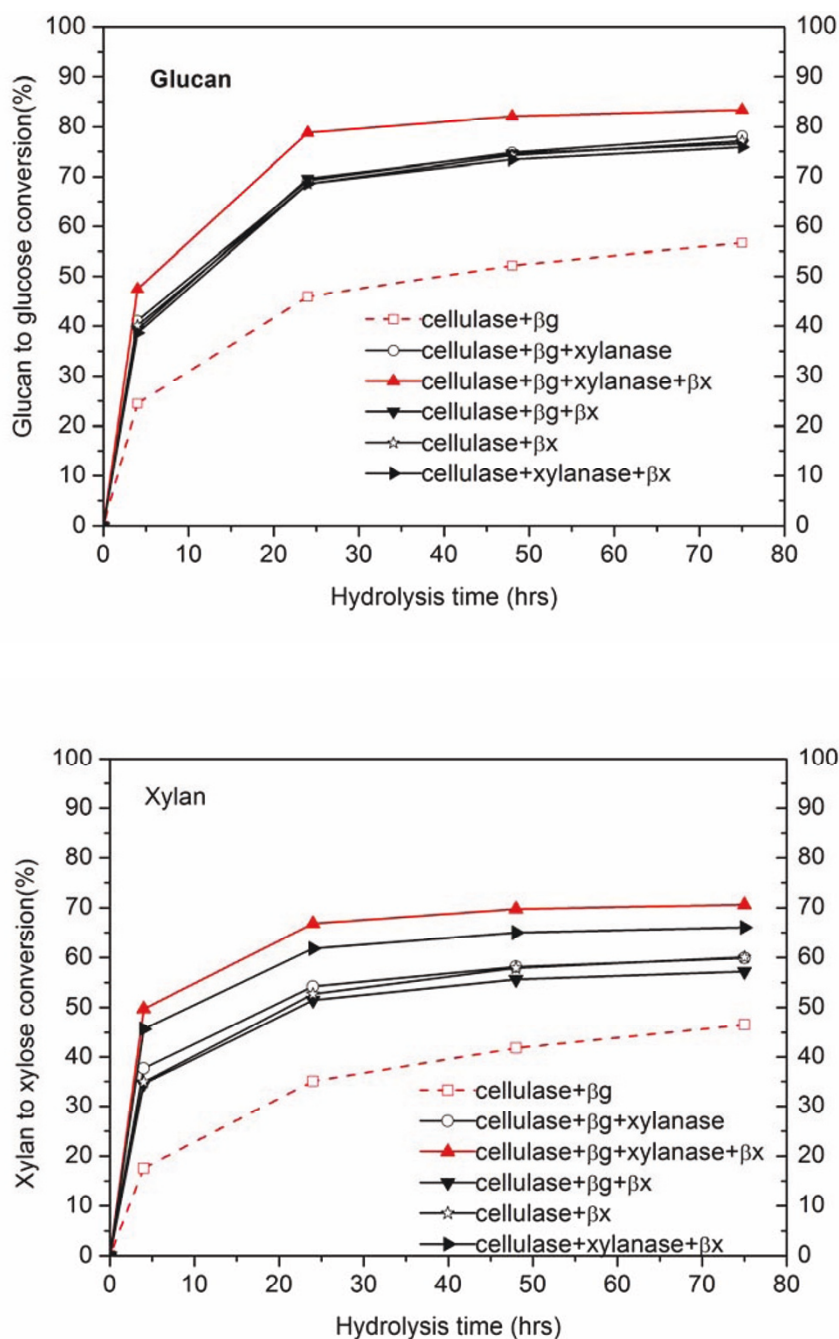 100
100
90
90
Glucan
80
80
70
70
60
60
50
50
40
40
30
30
20
20
10
10
0
0
Glucan to glucose conversion(%)
cellulase+βg
cellulase+βg+xylanase
cellulase+βg+xylanase+βx
cellulase+βg+βx
cellulase+βx
cellulase+xylanase+βx
0 10 20 30 40 50 60 70 80
Hydrolysis time (hrs)
100
100
90
90
Xylan
80
80
70
70
60
60
50
50
40
40
30
30
20
20
10
10
0
0
Xylan to xylose conversion(%)
cellulase+βg
cellulase+βg+xylanase
cellulase+βg+xylanase+βx
cellulase+βg+βx
cellulase+βx
cellulase+xylanase+βx
0 10 20 30 40 50 60 70 80
Hydrolysis time (hrs)